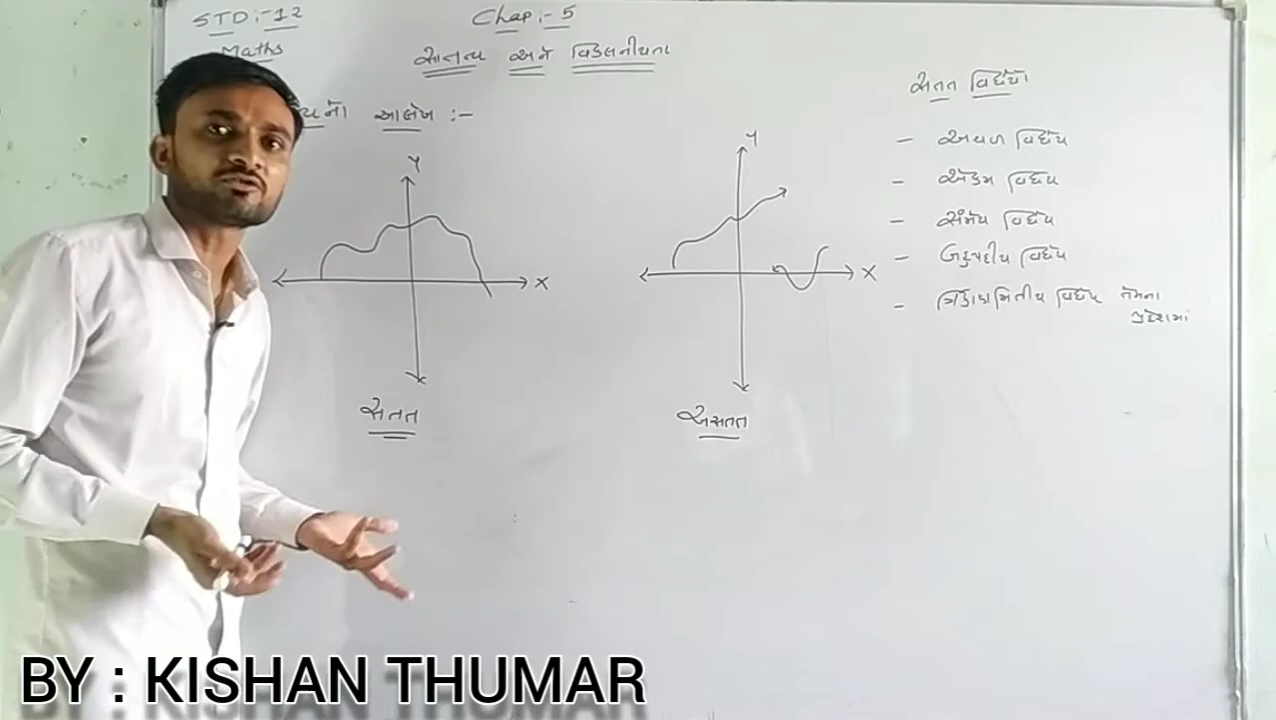 STD:-12
Chap:- 5
Maths
સાતત્ય અને વિકલનીયતા
આલેખ :-
Y
X
સતત
Y
X
અસતત
સતત વિધેયો
- અચળ વિધેય
- એકમ વિધેય
- સંમેય વિધેય
- બહુપદીય વિધેય
- ત્રિકોણમિતીય વિધેય તેમના
પ્રદેશમાં
BY : KISHAN THUMAR